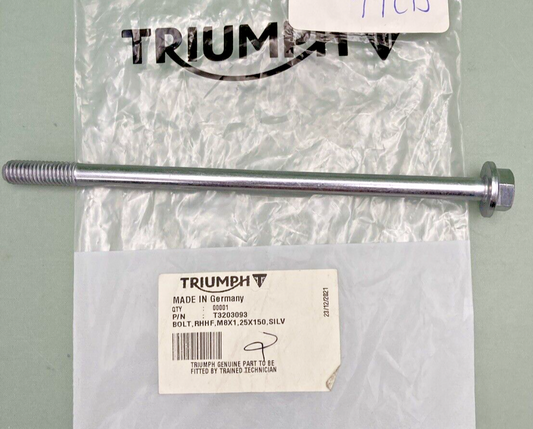 TRIUMPH
TRIUMPH
MADE IN Germany
QTY : 00001
P/N : T3203093
BOLT,RHHF,M8X1,25X150,SILV
TRIUMPH GENUINE PART TO BE
FITTED BY TRAINED TECHNICIAN
23/12/2021